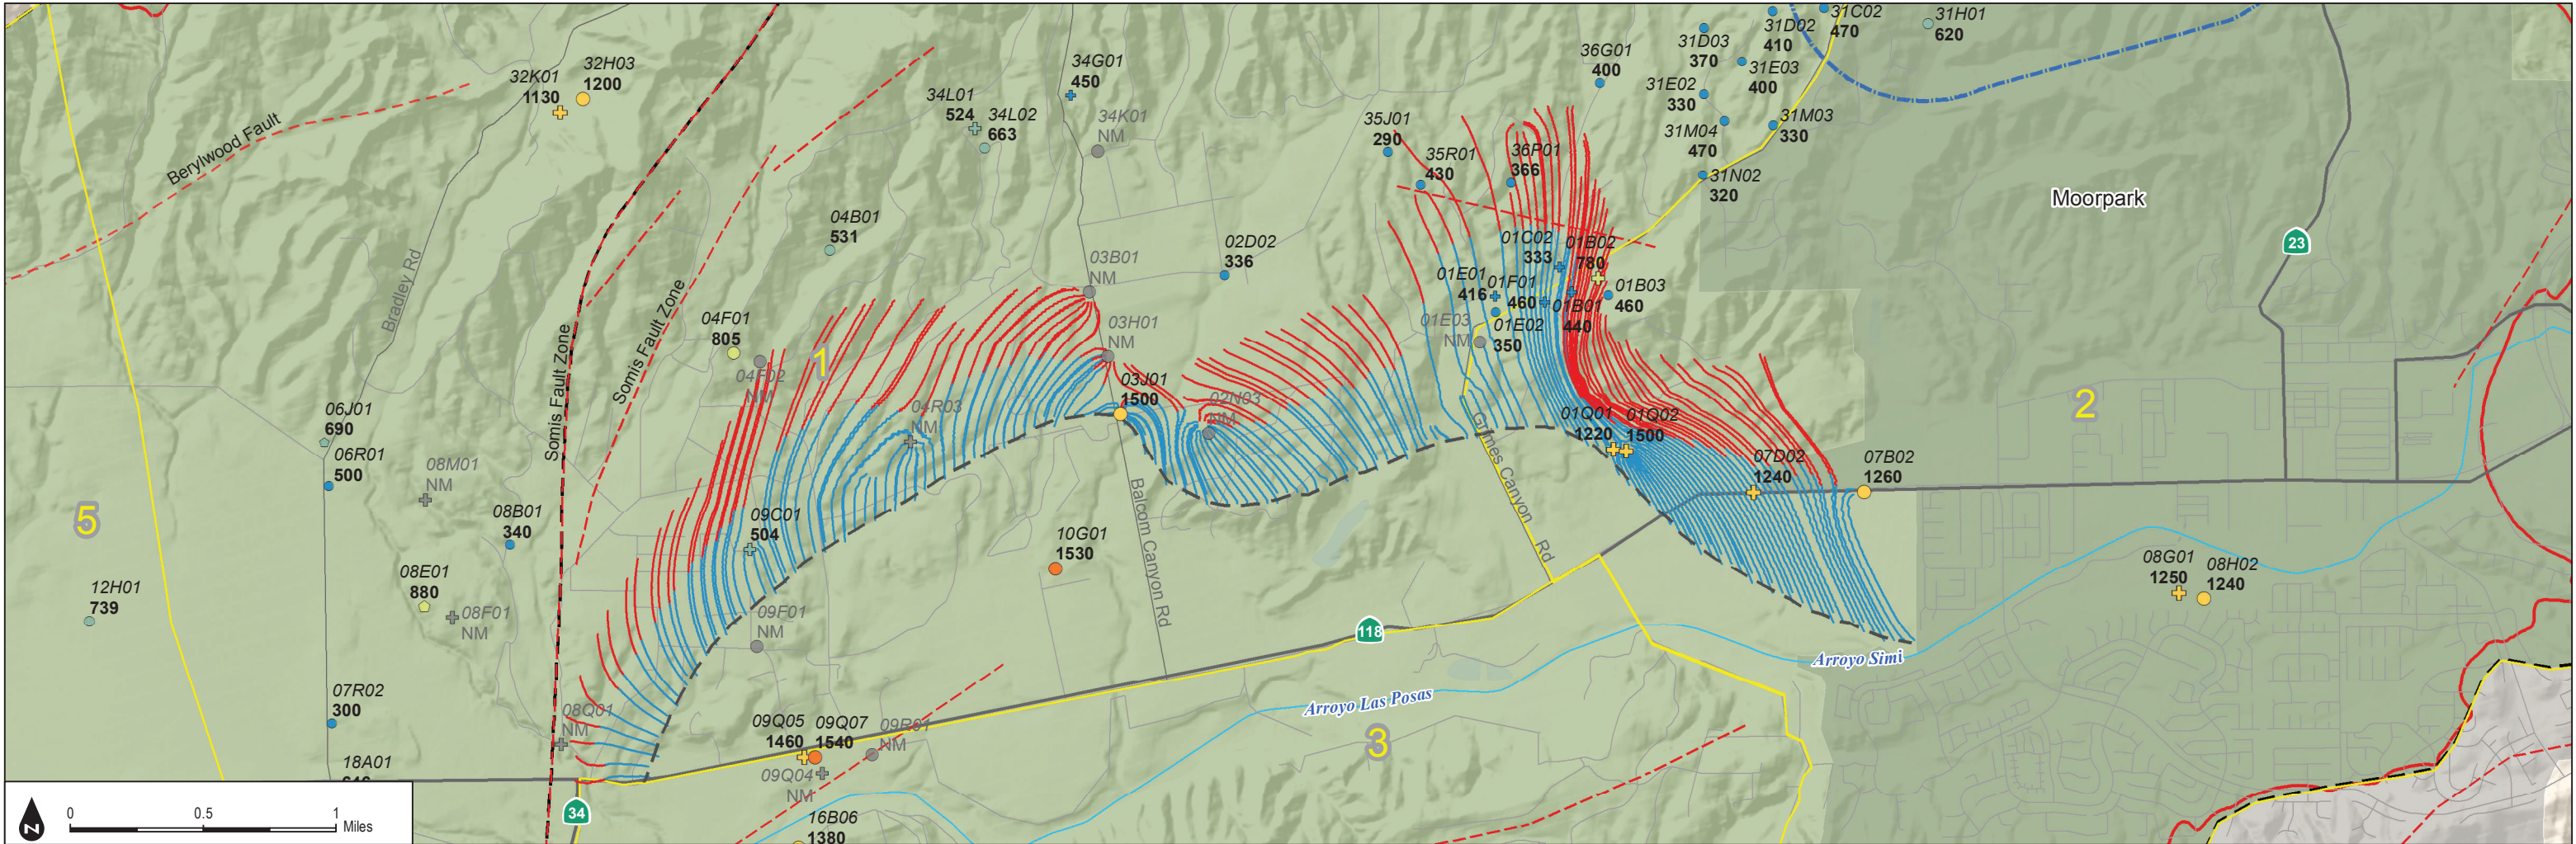 31C02
470
31D02
410
31H01
620
31D03
370
31E03
400
36G01
400
31E02
330
31M03
330
31M04
470
31N02
320
32H03
1200
32K01
1130
34G01
450
34L01
524
34L02
663
34K01
NM
35J01
290
35R01
430
36P01
366
Berylwood Fault
Moorpark
04B01
531
Bradley Rd
Somis Fault Zone
Somis Fault Zone
03B01
NM
02D02
336
01C02
333
01B02
780
01E01
416
01F01
460
01B03
460
01B01
440
01E03
NM
01E02
350
23
04F01
805
04F02
NM
1
03H01
NM
03J01
1500
04R03
NM
02N03
NM
2
06J01
690
06R01
500
01Q01
1220
01Q02
1500
Grimes Canyon
Rd
07D02
1240
07B02
1260
08M01
NM
08B01
340
5
09C01
504
Balcom Canyon Rd
10G01
1530
08E01
880
08F01
NM
12H01
739
09F01
NM
08G01
1250
08H02
1240
118
Arroyo Simi
Arroyo Las Posas
3
07R02
300
08Q01
NM
09Q05
1460
09Q07
1540
09R01
NM
09Q04
NM
18A01
34
16B06
1380
N
0
0.5
1
Miles